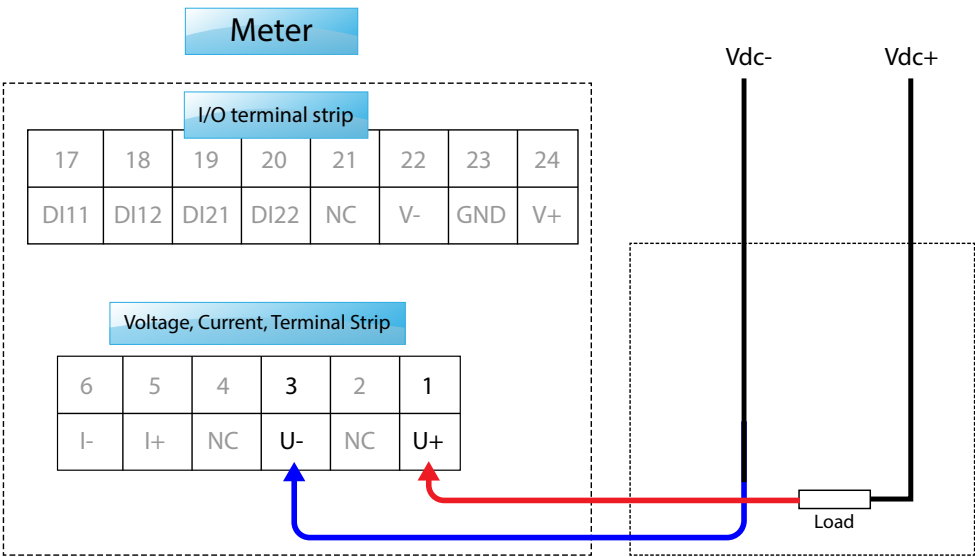 Meter
Vdc-
Vdc+
I/O terminal strip
17 18 19 20 21 22 23 24
DI11 DI12 DI21 DI22 NC V- GND V+
Voltage, Current, Terminal Strip
6 5 4 3 2 1
I- I+ NC U- NC U+
Load